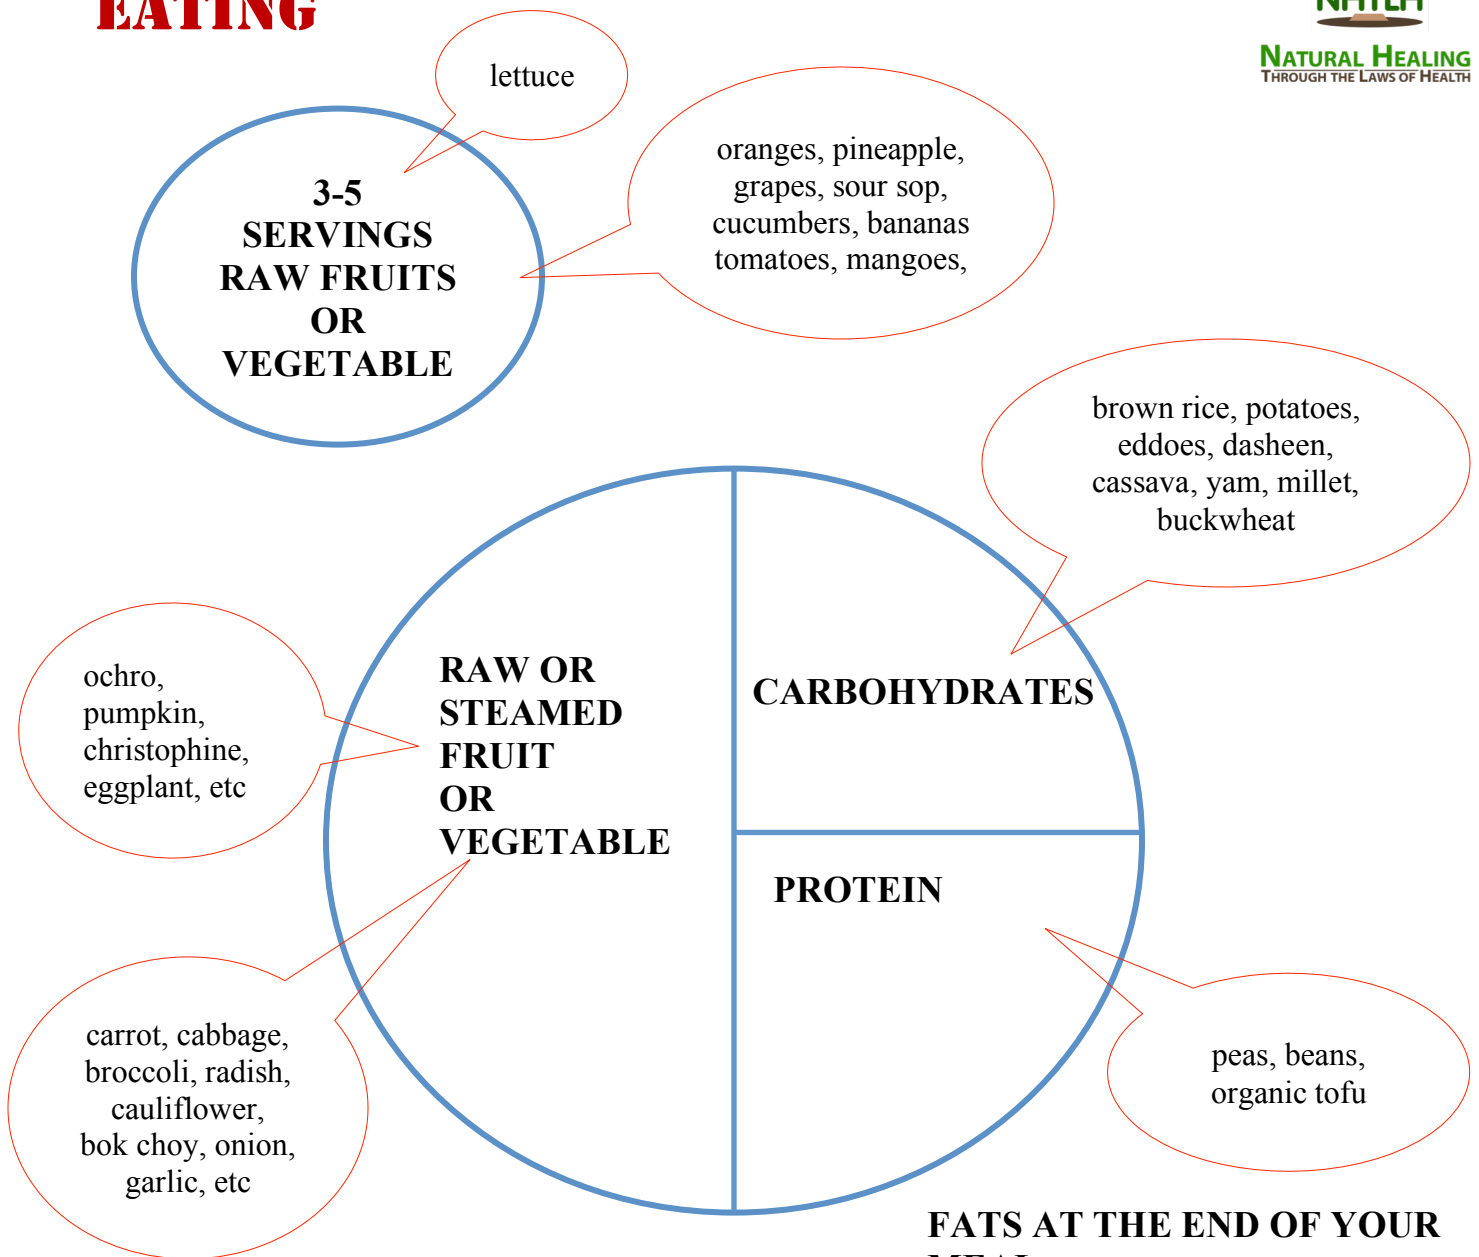 EATING
NHTLH
NATURAL HEALING
THROUGH THE LAWS OF HEALTH
lettuce
3-5
SERVINGS
RAW FRUITS
OR
VEGETABLE
oranges, pineapple,
grapes, sour sop,
cucumbers, bananas
tomatoes, mangoes,
brown rice, potatoes,
eddoes, dasheen,
cassava, yam, millet,
buckwheat
ochro,
pumpkin,
christophine,
eggplant, etc
RAW OR
STEAMED
FRUIT
OR
VEGETABLE
CARBOHYDRATES
PROTEIN
carrot, cabbage,
broccoli, radish,
cauliflower,
bok choy, onion,
garlic, etc
peas, beans,
organic tofu
FATS AT THE END OF YOUR